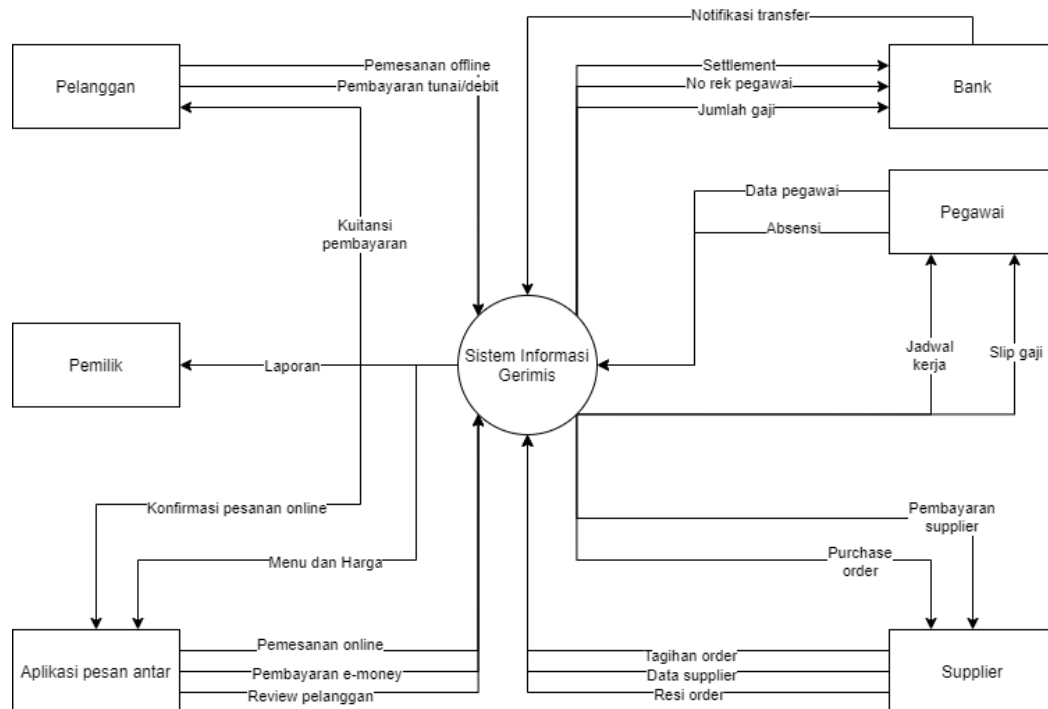 Notifikasi transfer
Pelanggan
Pemesanan offline
Pembayaran tunai/debit
Settlement
No rek pegawai
Jumlah gaji
Bank
Data pegawai
Absensi
Pegawai
Kuitansi
pembayaran
Pemilik
Laporan
Sistem Informasi
Gerimis
Jadwal
kerja
Slip gaji
Konfirmasi pesanan online
Menu dan Harga
Pembayaran
supplier
Purchase
order
Aplikasi pesan antar
Pemesanan online
Pembayaran e-money
Review pelanggan
Tagihan order
Data supplier
Resi order
Supplier